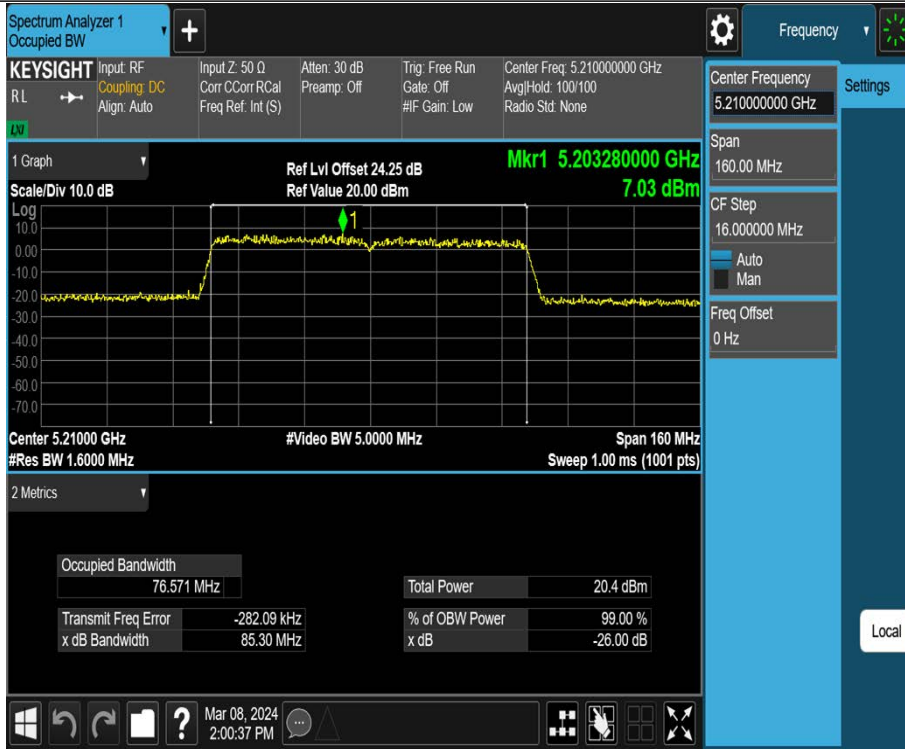 Spectrum Analyzer 1
Occupied BW
+
Frequency
KEYSIGHT
R L
LXI
Input: RF
Coupling: DC
Align: Auto
Input Z: 50 Ω
Corr CCorr RCal
Freq Ref: Int (S)
Atten: 30 dB
Preamp: Off
Trig: Free Run
Gate: Off
#IF Gain: Low
Center Freq: 5.210000000 GHz
Avg|Hold: 100/100
Radio Std: None
Center Frequency
5.210000000 GHz
Settings
Span
160.00 MHz
CF Step
16.000000 MHz
Auto
Man
Freq Offset
0 Hz
1 Graph
Scale/Div 10.0 dB
Ref Lvl Offset 24.25 dB
Ref Value 20.00 dBm
Mkr1 5.203280000 GHz
7.03 dBm
Log
1
10.0
0.00
-10.0
-20.0
-30.0
-40.0
-50.0
-60.0
-70.0
Center 5.21000 GHz
#Video BW 5.0000 MHz
Span 160 MHz
#Res BW 1.6000 MHz
Sweep 1.00 ms (1001 pts)
2 Metrics
Occupied Bandwidth
76.571 MHz
Total Power 20.4 dBm
Transmit Freq Error -282.09 kHz
% of OBW Power 99.00 %
x dB Bandwidth 85.30 MHz
x dB -26.00 dB
Local
?
Mar 08, 2024
2:00:37 PM